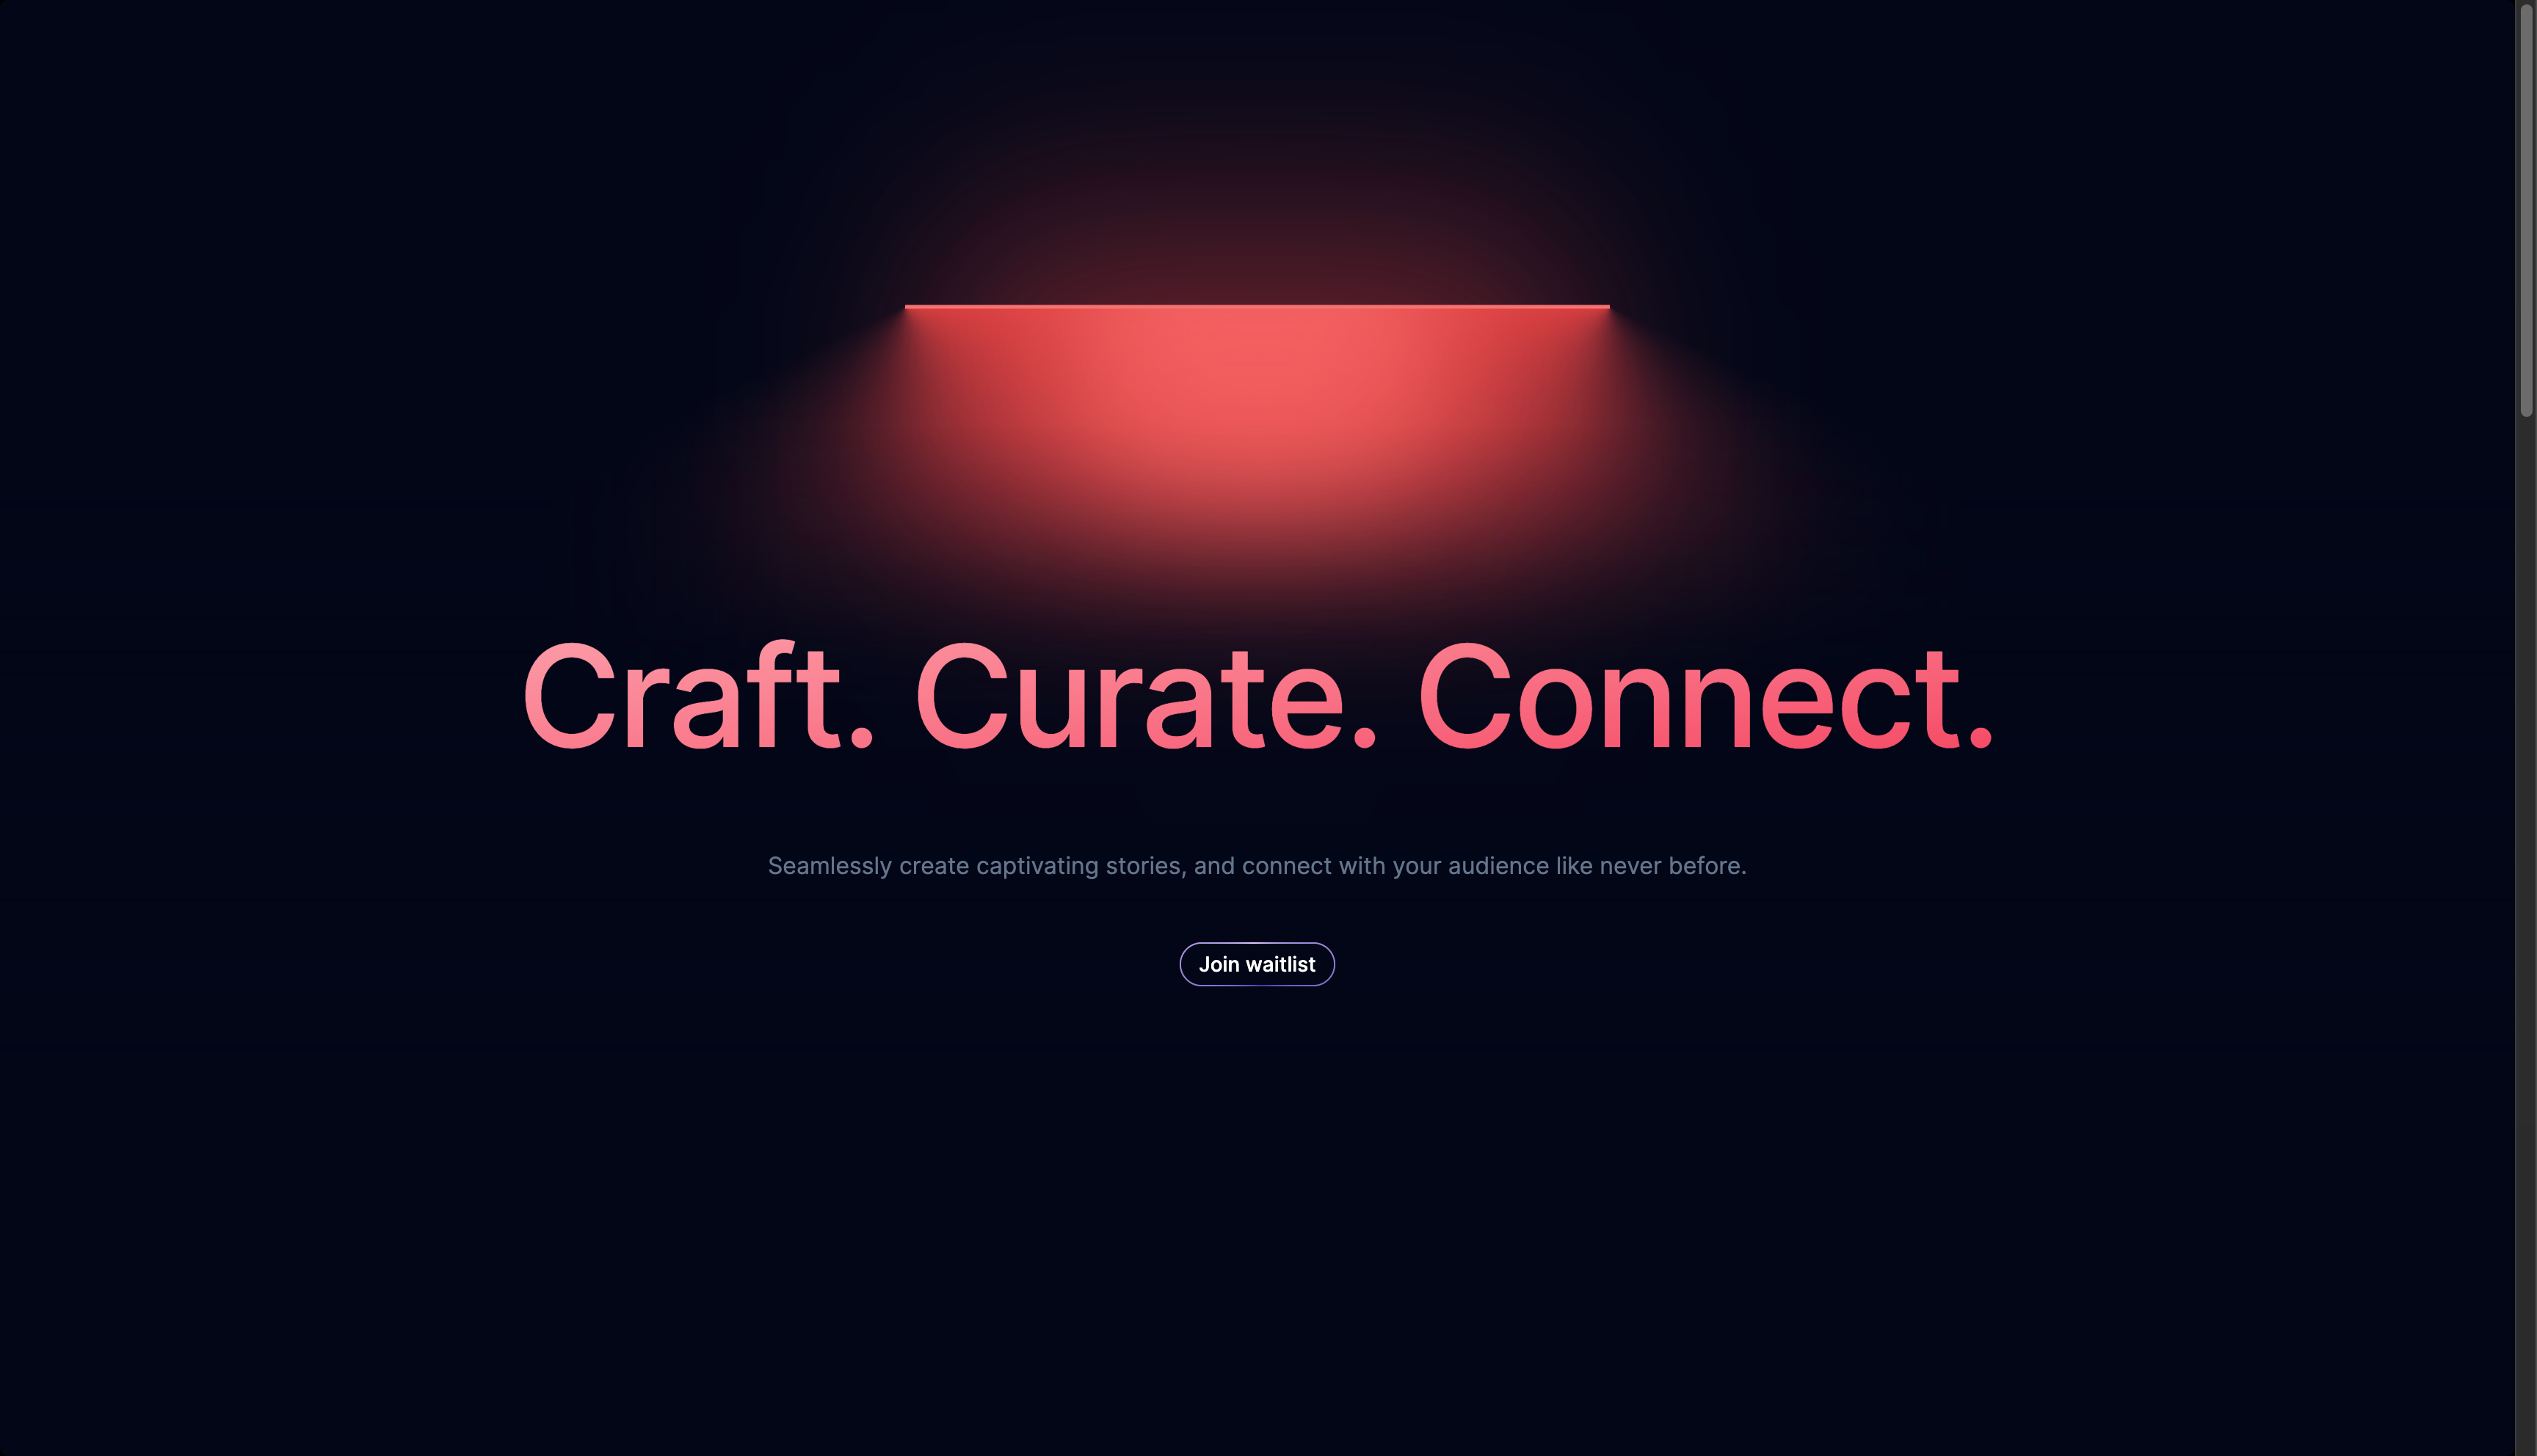 Craft. Curate. Connect.
Seamlessly create captivating stories, and connect with your audience like never before.
Join waitlist